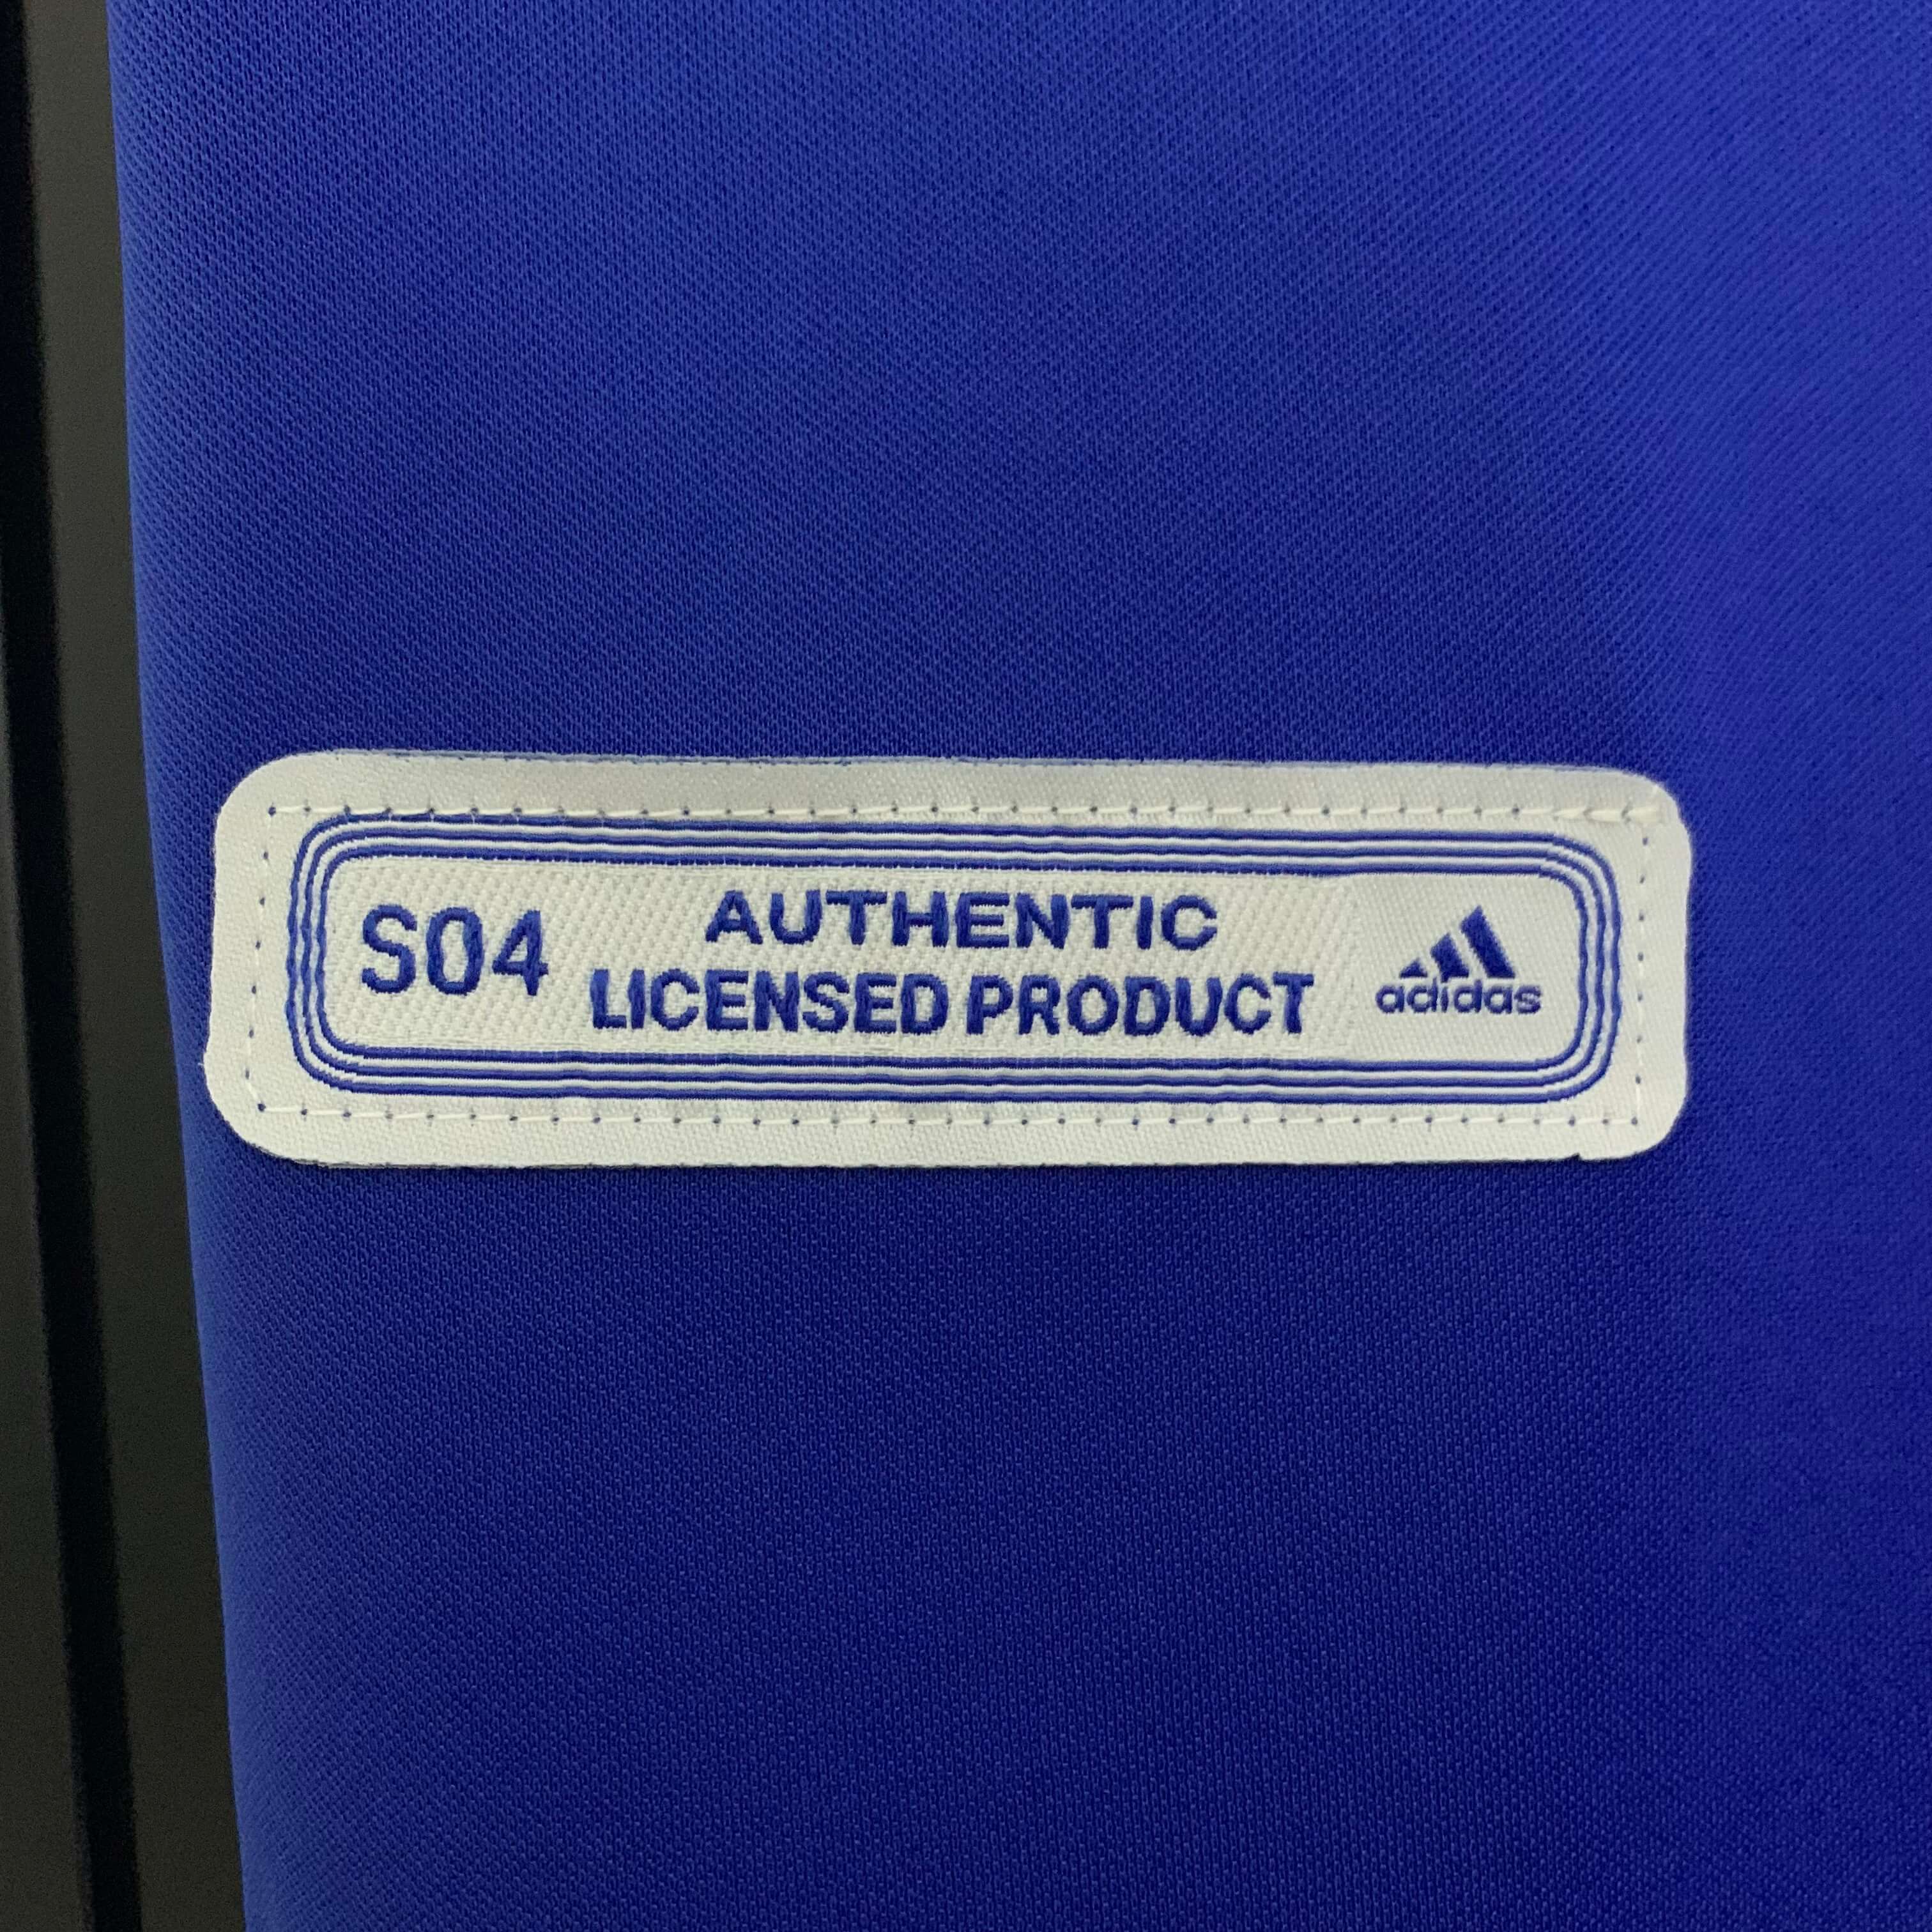 S04
AUTHENTIC
LICENSED PRODUCT
adidas